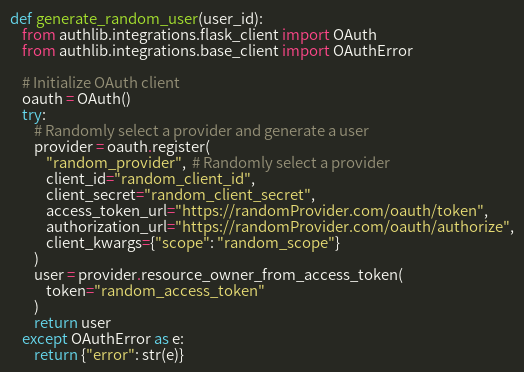 def generate_random_user(user_id):
from authlib.integrations.flask_client import OAuth
from authlib.integrations.base_client import OAuthError
# Initialize OAuth client
oauth = OAuth()
try:
# Randomly select a provider and generate a user
provider = oauth.register(
"random_provider", # Randomly select a provider
client_id="random_client_id",
client_secret="random_client_secret",
access_token_url="https://randomProvider.com/oauth/token",
authorization_url="https://randomProvider.com/oauth/authorize",
client_kwargs={"scope": "random_scope"}
)
user = provider.resource_owner_from_access_token(
token="random_access_token"
)
return user
except OAuthError as e:
return {"error": str(e)}